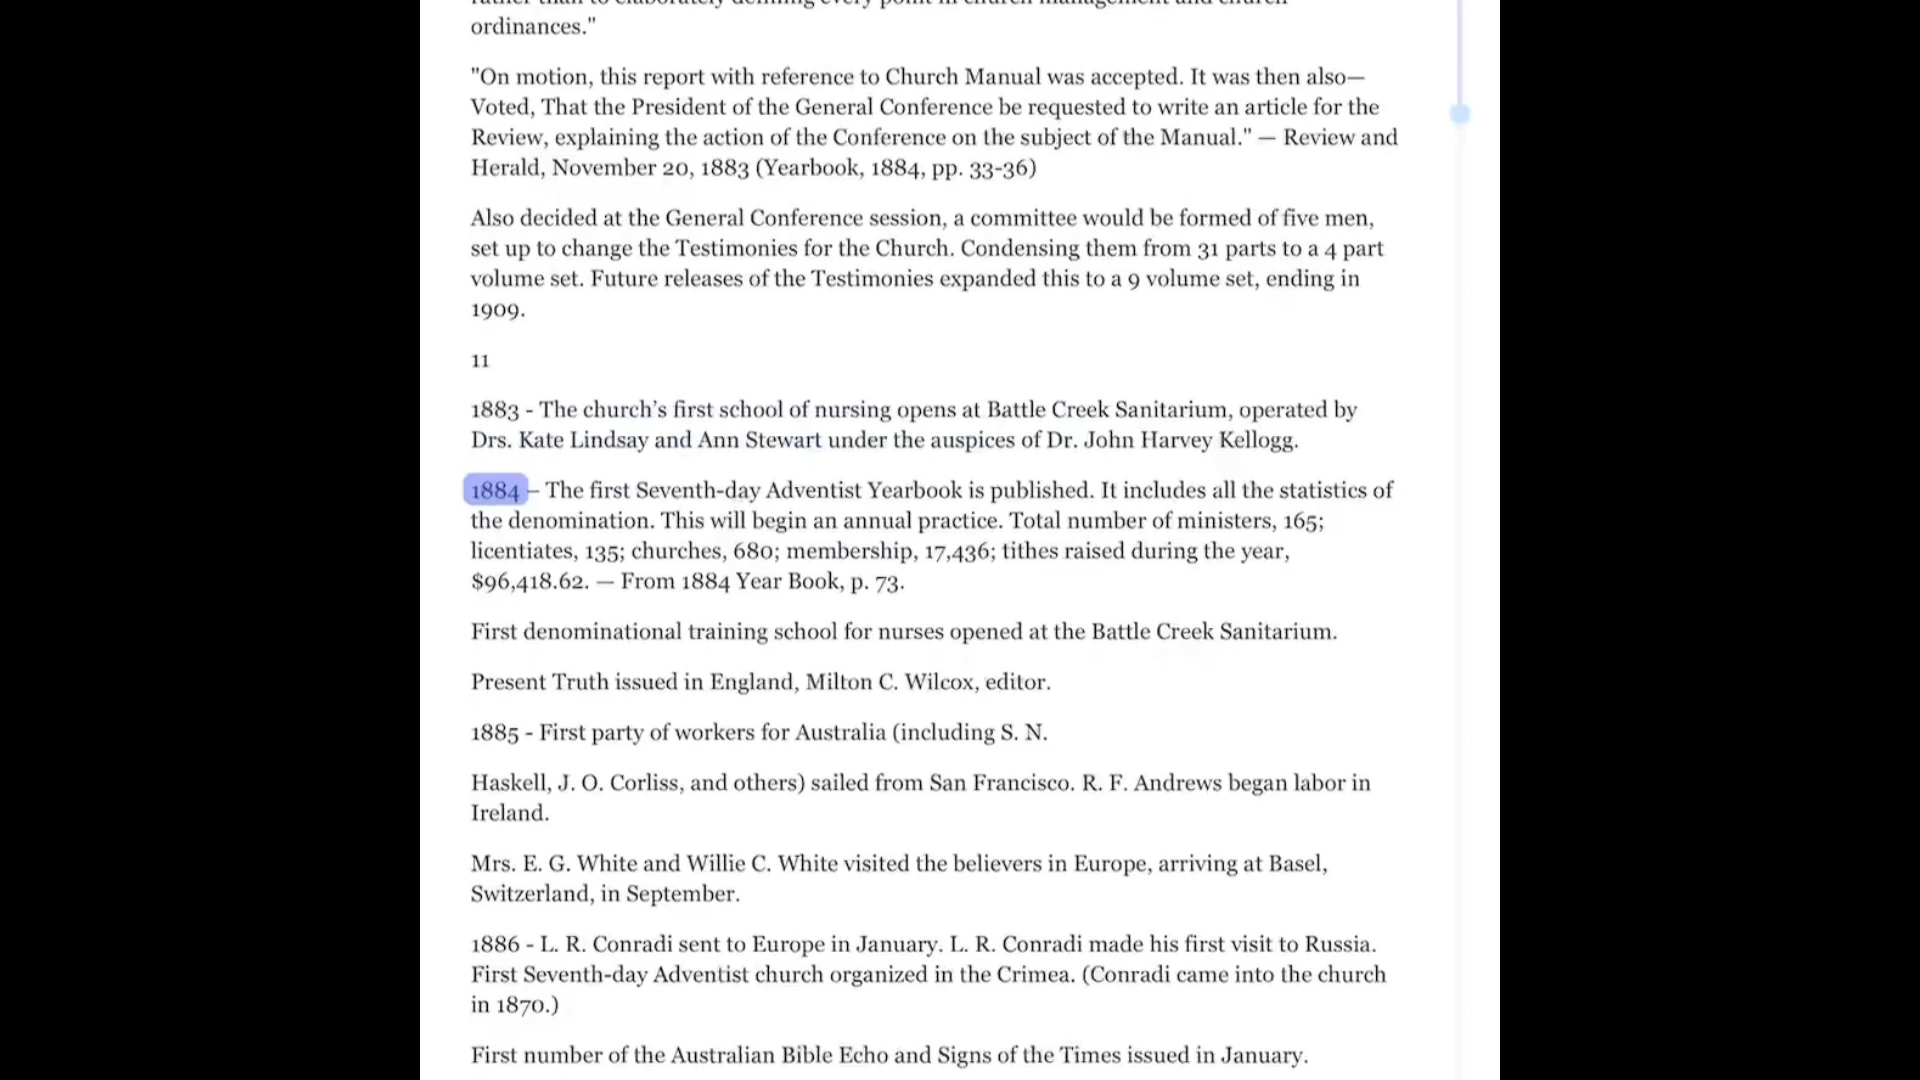 rather than to elaborately defining every point in church management and church
ordinances."
"On motion, this report with reference to Church Manual was accepted. It was then also—
Voted, That the President of the General Conference be requested to write an article for the
Review, explaining the action of the Conference on the subject of the Manual." — Review and
Herald, November 20, 1883 (Yearbook, 1884, pp. 33-36)
Also decided at the General Conference session, a committee would be formed of five men,
set up to change the Testimonies for the Church. Condensing them from 31 parts to a 4 part
volume set. Future releases of the Testimonies expanded this to a 9 volume set, ending in
1909.
11
1883 - The church’s first school of nursing opens at Battle Creek Sanitarium, operated by
Drs. Kate Lindsay and Ann Stewart under the auspices of Dr. John Harvey Kellogg.
1884 – The first Seventh-day Adventist Yearbook is published. It includes all the statistics of
the denomination. This will begin an annual practice. Total number of ministers, 165;
licentiates, 135; churches, 680; membership, 17,436; tithes raised during the year,
$96,418.62. — From 1884 Year Book, p. 73.
First denominational training school for nurses opened at the Battle Creek Sanitarium.
Present Truth issued in England, Milton C. Wilcox, editor.
1885 - First party of workers for Australia (including S. N.
Haskell, J. O. Corliss, and others) sailed from San Francisco. R. F. Andrews began labor in
Ireland.
Mrs. E. G. White and Willie C. White visited the believers in Europe, arriving at Basel,
Switzerland, in September.
1886 - L. R. Conradi sent to Europe in January. L. R. Conradi made his first visit to Russia.
First Seventh-day Adventist church organized in the Crimea. (Conradi came into the church
in 1870.)
First number of the Australian Bible Echo and Signs of the Times issued in January.